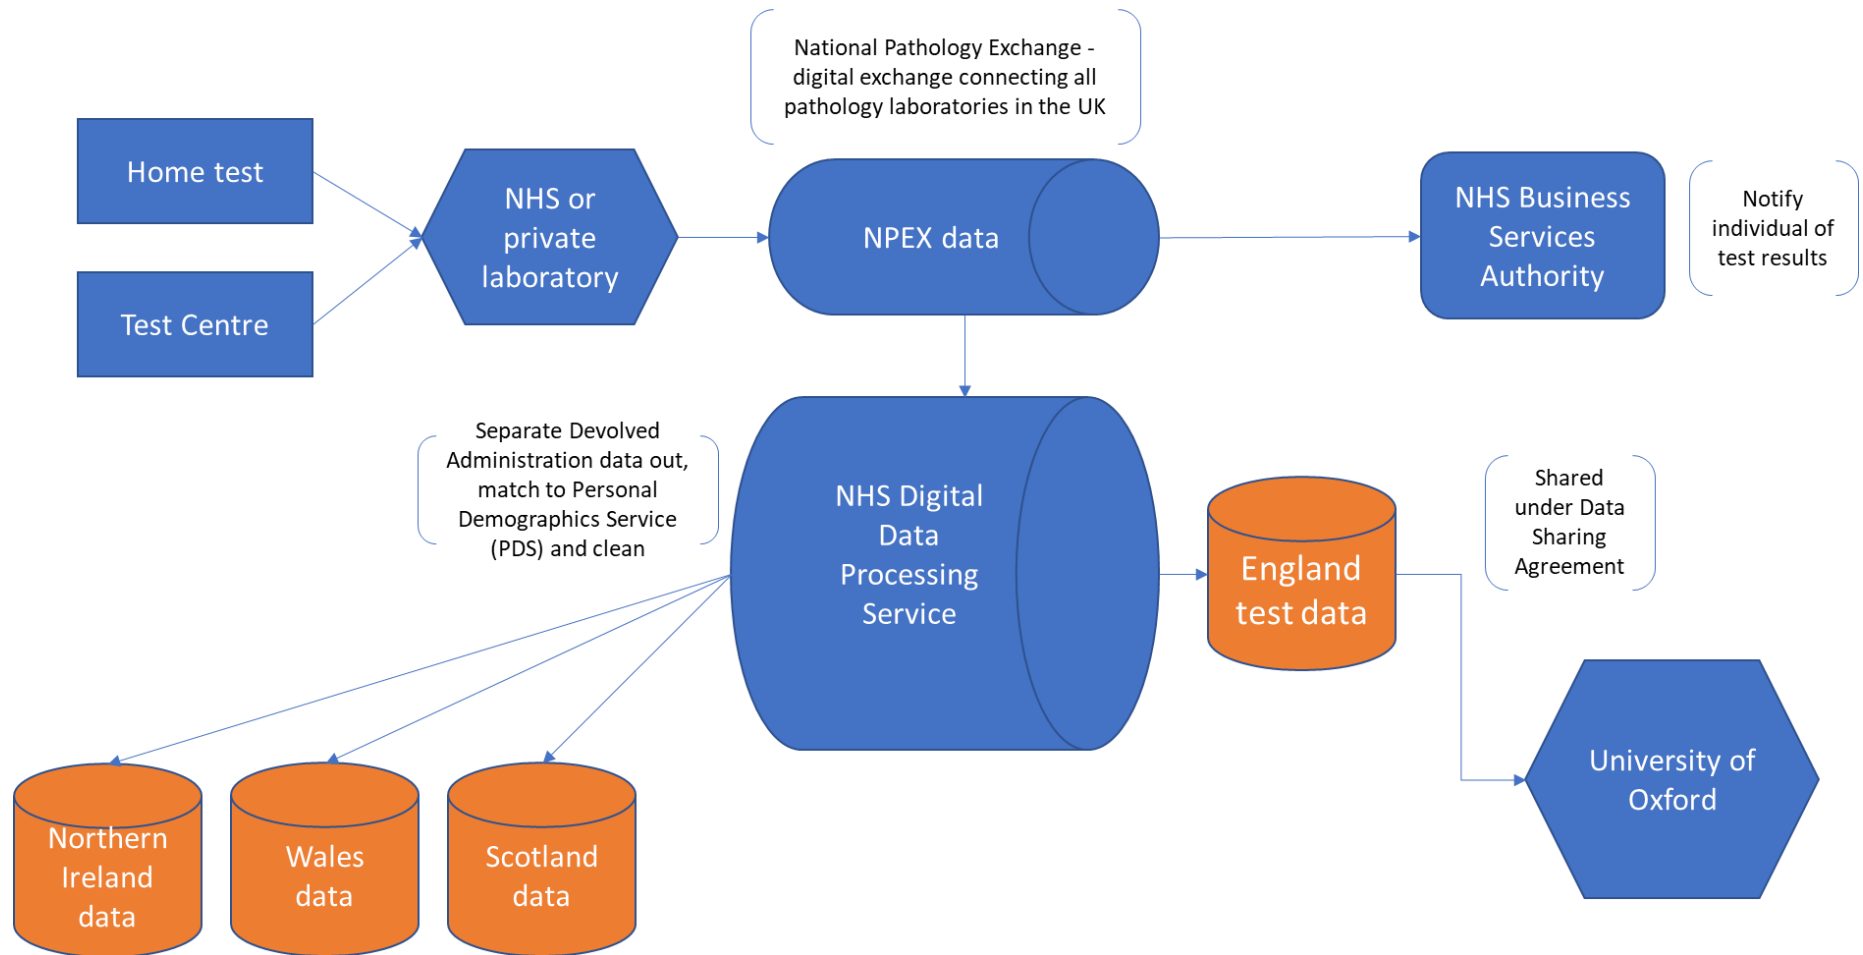 National Pathology Exchange -
digital exchange connecting all
pathology laboratories in the UK
Home test
Test Centre
NHS or
private
laboratory
NPEX data
NHS Business
Services
Authority
Notify
individual of
test results
Separate Devolved
Administration data out,
match to Personal
Demographics Service
(PDS) and clean
NHS Digital
Data
Processing
Service
England
test data
Shared
under Data
Sharing
Agreement
University of
Oxford
Northern
Ireland
data
Wales
data
Scotland
data